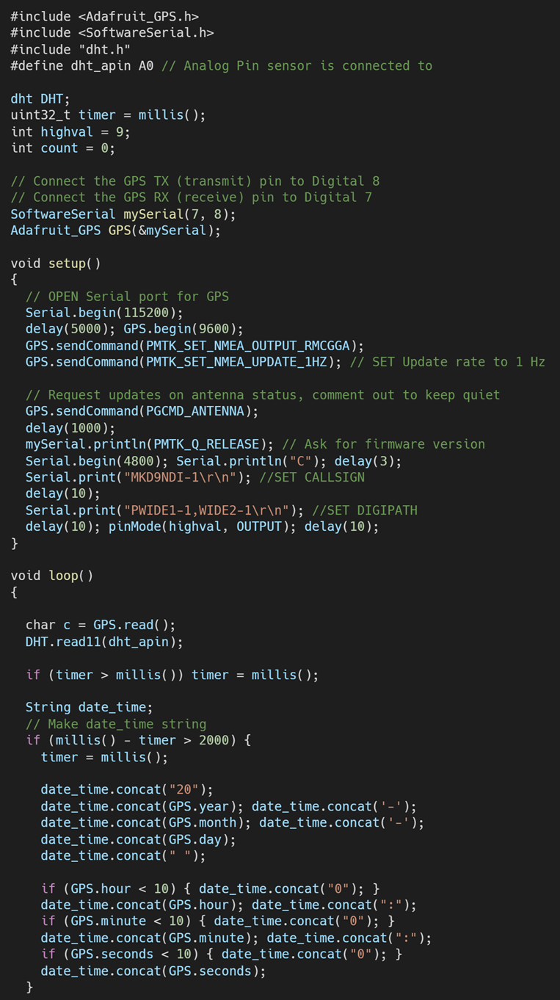 #include <Adafruit_GPS.h>
#include <SoftwareSerial.h>
#include "dht.h"
#define dht_apin A0 // Analog Pin sensor is connected to

dht DHT;
uint32_t timer = millis();
int highval = 9;
int count = 0;

// Connect the GPS TX (transmit) pin to Digital 8
// Connect the GPS RX (receive) pin to Digital 7
SoftwareSerial mySerial(7, 8);
Adafruit_GPS GPS(&mySerial);

void setup()
{
  // OPEN Serial port for GPS
  Serial.begin(115200);
  delay(5000); GPS.begin(9600);
  GPS.sendCommand(PMTK_SET_NMEA_OUTPUT_RMCGGA);
  GPS.sendCommand(PMTK_SET_NMEA_UPDATE_1HZ); // SET Update rate to 1 Hz

  // Request updates on antenna status, comment out to keep quiet
  GPS.sendCommand(PGCMD_ANTENNA);
  delay(1000);
  mySerial.println(PMTK_Q_RELEASE); // Ask for firmware version
  Serial.begin(4800); Serial.println("C"); delay(3);
  Serial.print("MKD9NDI-1\r\n"); //SET CALLSIGN
  delay(10);
  Serial.print("PWIDE1-1,WIDE2-1\r\n"); //SET DIGIPATH
  delay(10); pinMode(highval, OUTPUT); delay(10);
}

void loop()
{

  char c = GPS.read();
  DHT.read11(dht_apin);

  if (timer > millis()) timer = millis();

  String date_time;
  // Make date_time string
  if (millis() - timer > 2000) {
    timer = millis();

    date_time.concat("20");
    date_time.concat(GPS.year); date_time.concat('-');
    date_time.concat(GPS.month); date_time.concat('-');
    date_time.concat(GPS.day);
    date_time.concat(" ");

    if (GPS.hour < 10) { date_time.concat("0"); }
    date_time.concat(GPS.hour); date_time.concat(":");
    if (GPS.minute < 10) { date_time.concat("0"); }
    date_time.concat(GPS.minute); date_time.concat(":");
    if (GPS.seconds < 10) { date_time.concat("0"); }
    date_time.concat(GPS.seconds);
  }